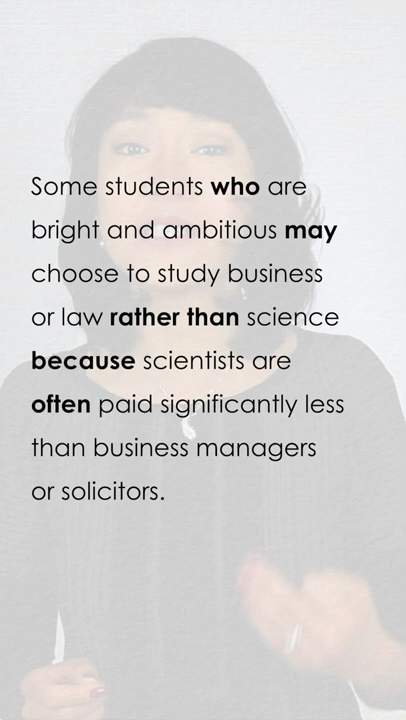 Some students who are
bright and ambitious may
choose to study business
or law rather than science
because scientists are
often paid significantly less
than business managers
or solicitors.